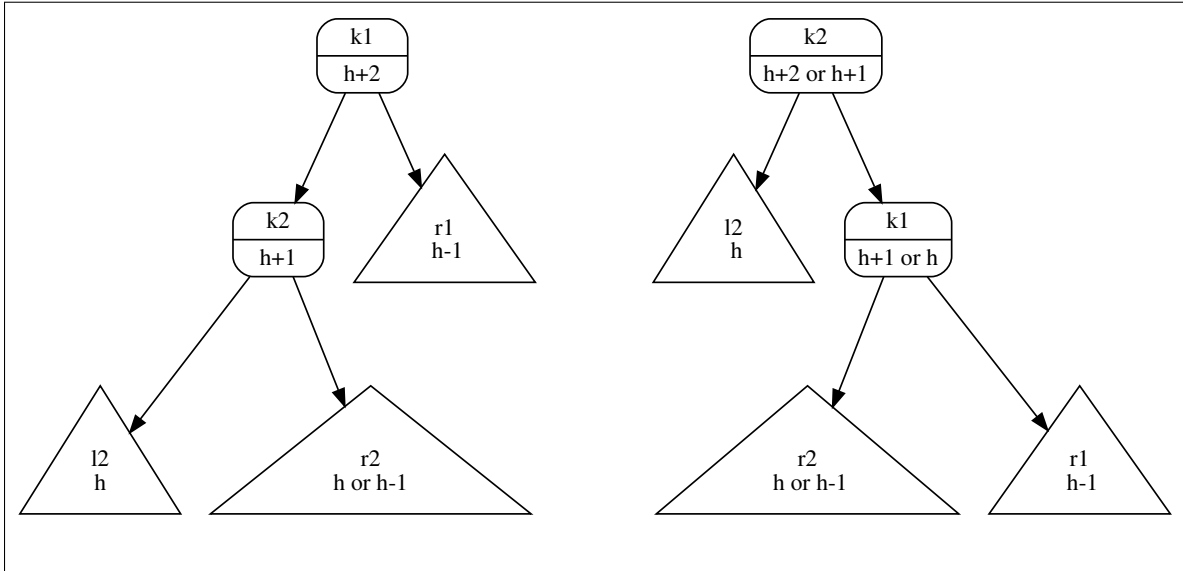 k1
h+2
k2
h+1
r1
h-1
l2
h
r2
h or h-1
k2
h+2 or h+1
l2
h
k1
h+1 or h
r2
h or h-1
r1
h-1